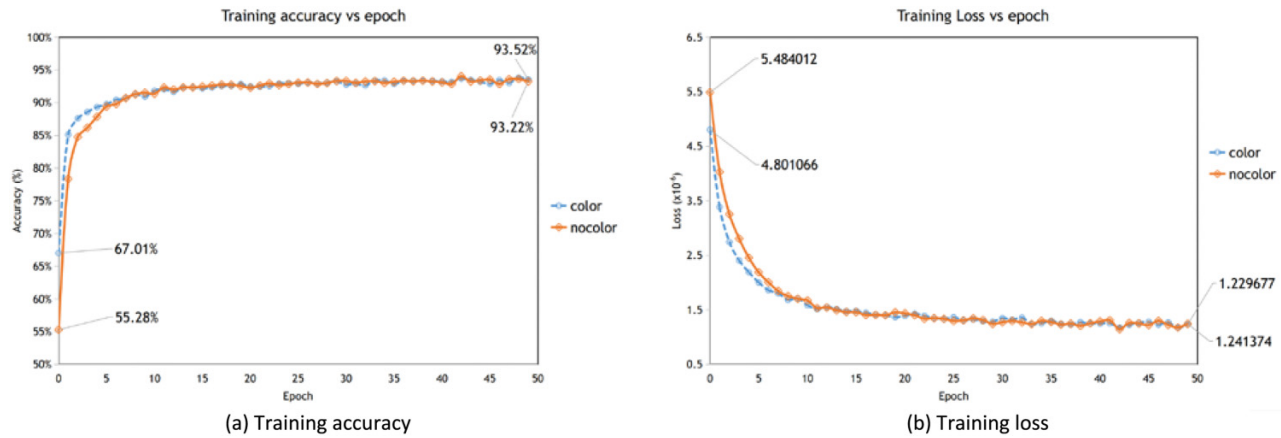 Training accuracy vs epoch
100%
95%
90%
85%
80%
75%
70%
65%
60%
55%
50%
Accuracy (%)
93.52%
93.22%
67.01%
55.28%
color
nocolor
0 5 10 15 20 25 30 35 40 45 50
Epoch
(a) Training accuracy
Training Loss vs epoch
6.5
5.5
4.5
3.5
2.5
1.5
0.5
Loss (x10⁻⁶)
5.484012
4.801066
color
nocolor
1.229677
1.241374
0 5 10 15 20 25 30 35 40 45 50
Epoch
(b) Training loss